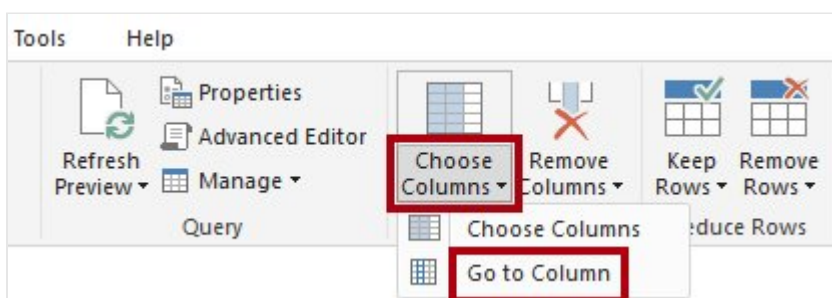 Tools Help
Properties
Advanced Editor
Manage
Refresh
Preview
Choose
Columns
Remove
Columns
Keep
Rows
Remove
Rows
Query
educe Rows
Choose Columns
Go to Column